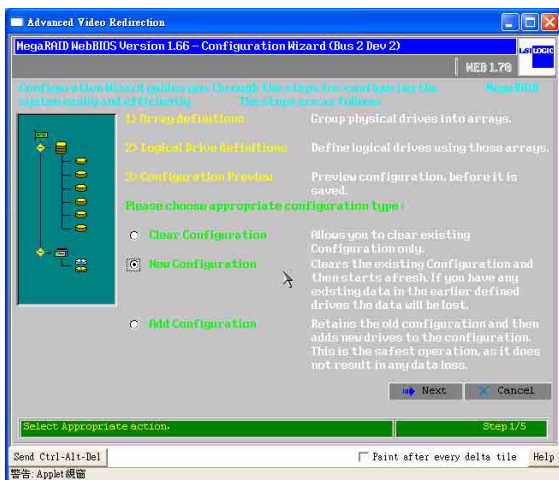 Advanced Video Redirection
MegaRAID WebBIOS Version 1.66 - Configuration Wizard (Bus 2 Dev 2)
LSI LOGIC
WEB 1.70
Configuration Wizard guides you through the steps for configuring the MegaRAID
system easily and efficiently. The steps are as follows:
1) Array definitions Group physical drives into arrays.
2) Logical Drive definitions Define logical drives using those arrays.
3) Configuration Preview Preview configuration, before it is
saved.
Please choose appropriate configuration type:
Clear Configuration Allows you to clear existing
Configuration only.
New Configuration Clears the existing Configuration and
then starts afresh. If you have any
existing data in the earlier defined
drives the data will be lost.
Add Configuration Retains the old configuration and then
adds new drives to the configuration.
This is the safest operation, as it does
not result in any data loss.
Next Cancel
Select Appropriate action. Step 1/5
Send Ctrl-Alt-Del Paint after every delta tile Help
警告: Applet 視窗